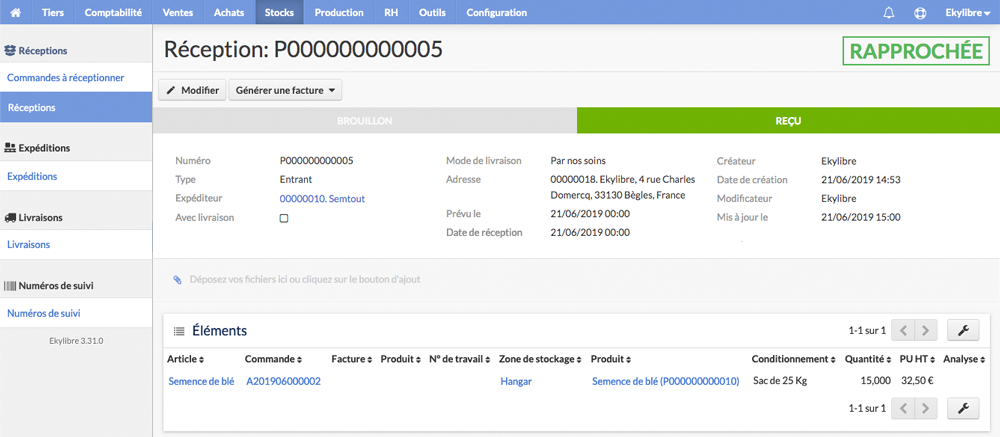 Tiers Comptabilité Ventes Achats Stocks Production RH Outils Configuration Ekylibre
Réceptions
Commandes à réceptionner
Réceptions
Expéditions
Expéditions
Livraisons
Livraisons
Numéros de suivi
Numéros de suivi
Ekylibre 3.31.0
Réception: P000000000005
RAPPROCHÉE
Modifier Générer une facture
BROUILLON REÇU
Numéro P000000000005
Type Entrant
Expéditeur 00000010. Semtout
Avec livraison
Mode de livraison Par nos soins
Adresse 00000018. Ekylibre, 4 rue Charles
Domercq, 33130 Bègles, France
Prévu le 21/06/2019 00:00
Date de réception 21/06/2019 00:00
Créateur Ekylibre
Date de création 21/06/2019 14:53
Modificateur Ekylibre
Mis à jour le 21/06/2019 15:00
Déposez vos fichiers ici ou cliquez sur le bouton d'ajout
Éléments 1-1 sur 1
Article Commande Facture Produit N° de travail Zone de stockage Produit Conditionnement Quantité PU HT Analyse
Semence de blé A201906000002 Hangar Semence de blé (P000000000010) Sac de 25 Kg 15,000 32,50 €
1-1 sur 1